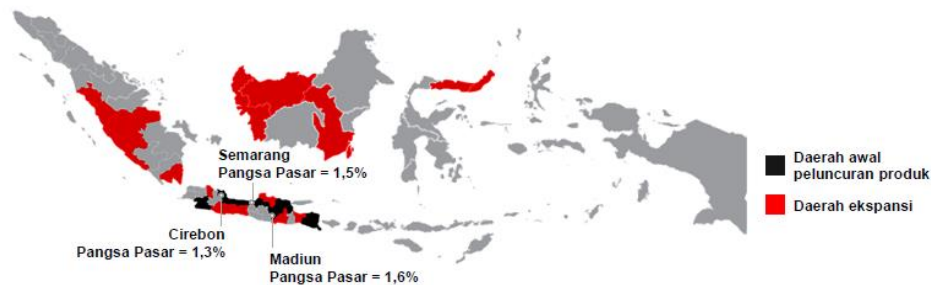 Semarang
Pangsa Pasar = 1,5%
Cirebon
Pangsa Pasar = 1,3%
Madiun
Pangsa Pasar = 1,6%
Daerah awal
peluncuran produk
Daerah ekspansi